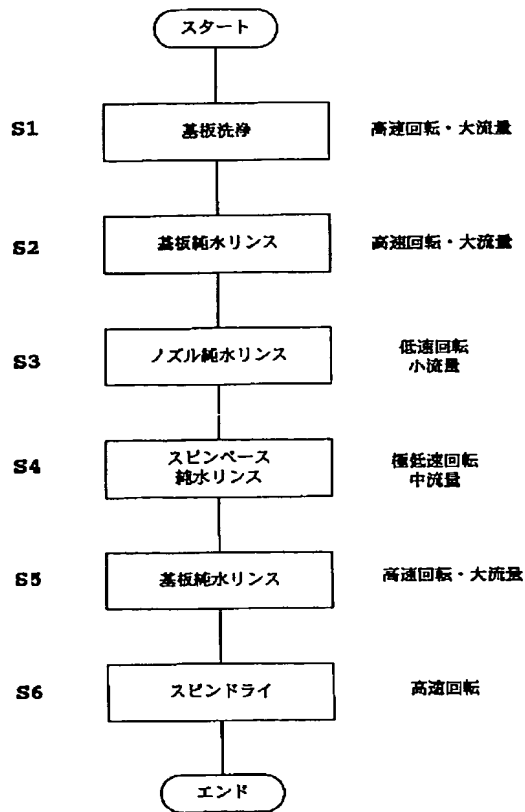 スタート
S1
基板洗浄
高速回転・大流量
S2
基板純水リンス
高速回転・大流量
S3
ノズル純水リンス
低速回転
小流量
S4
スピンベース
純水リンス
極低速回転
中流量
S5
基板純水リンス
高速回転・大流量
S6
スピンドライ
高速回転
エンド